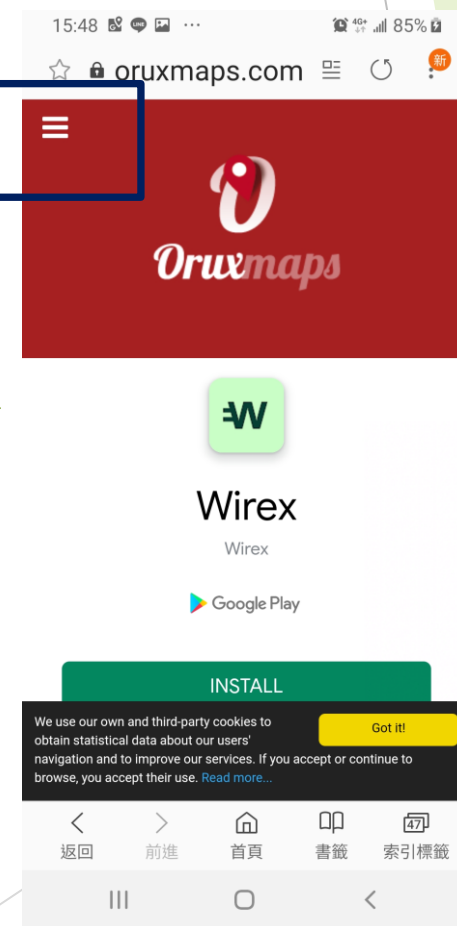 15:48 ... 4G+ 85%
oruxmaps.com 新
Oruxmaps
Wirex
Wirex
Google Play
INSTALL
We use our own and third-party cookies to
obtain statistical data about our users'
navigation and to improve our services. If you accept or continue to
browse, you accept their use. Read more...
Got it!
47
返回 前進 首頁 書籤 索引標籤